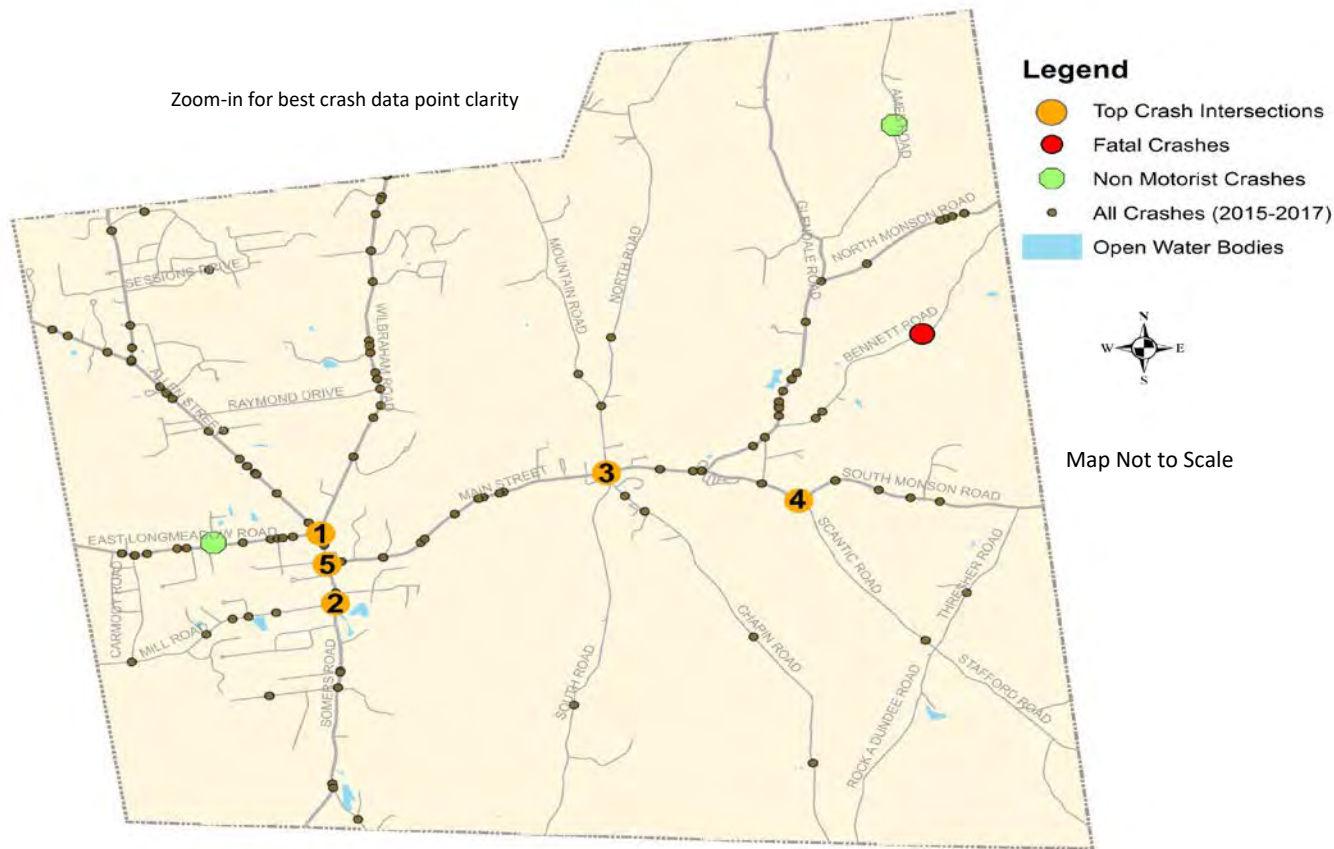 Zoom-in for best crash data point clarity
Legend
Top Crash Intersections
Fatal Crashes
Non Motorist Crashes
All Crashes (2015-2017)
Open Water Bodies
N
W
E
S
Map Not to Scale
AMES ROAD
SESSIONS DRIVE
MOUNTAIN ROAD
NORTH ROAD
GLENDALE ROAD
NORTH MONSON ROAD
WILBRAHAM ROAD
BENNETT ROAD
ALLEN STREET
RAYMOND DRIVE
MAIN STREET
3
SOUTH MONSON ROAD
4
EAST LONGMEADOW ROAD
1
5
2
SCANTIC ROAD
THRESHER ROAD
CARMODY ROAD
MILL ROAD
CHAPIN ROAD
SOMERS ROAD
SOUTH ROAD
STAFFORD ROAD
ROCK A DUNDEE ROAD